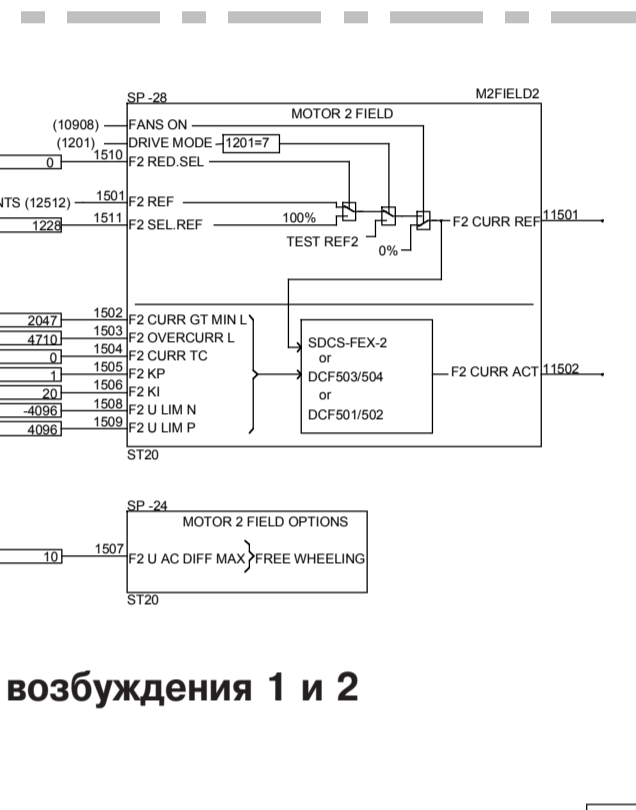 SP -28 M2FIELD2
MOTOR 2 FIELD
(10908) FANS ON
(1201) DRIVE MODE 1201=7
0 1510 F2 RED.SEL
NTS (12512) 1501 F2 REF
1228 1511 F2 SEL.REF 100%
F2 CURR REF 11501
TEST REF2
0%
2047 1502 F2 CURR GT MIN L
4710 1503 F2 OVERCURR L
0 1504 F2 CURR TC
1 1505 F2 KP
20 1506 F2 KI
-4096 1508 F2 U LIM N
4096 1509 F2 U LIM P
SDCS-FEX-2
or
DCF503/504
or
DCF501/502
F2 CURR ACT 11502
ST20
SP -24
MOTOR 2 FIELD OPTIONS
10 1507 F2 U AC DIFF MAX FREE WHEELING
ST20
возбуждения 1 и 2